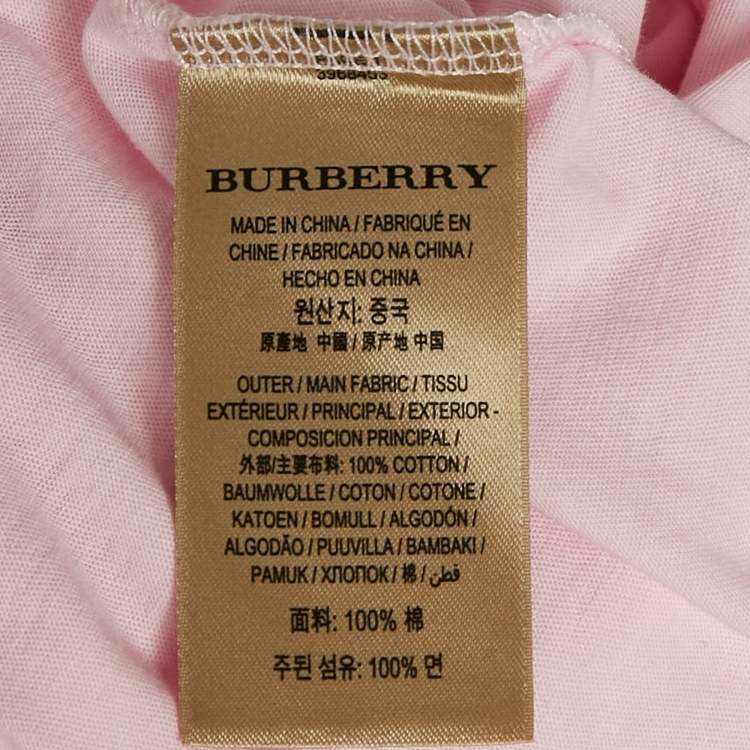 3968453
BURBERRY
MADE IN CHINA / FABRIQUÉ EN
CHINE / FABRICADO NA CHINA /
HECHO EN CHINA
원산지: 중국
原產地 中國 / 原产地 中国
OUTER / MAIN FABRIC / TISSU
EXTÉRIEUR / PRINCIPAL / EXTERIOR -
COMPOSICION PRINCIPAL /
外部/主要布料: 100% COTTON /
BAUMWOLLE / COTON / COTONE /
KATOEN / BOMULL / ALGODÓN /
ALGODÃO / PUUVILLA / BAMBAKI /
PAMUK / ХЛОПОК / 棉 / قطن
面料: 100% 棉
주된 섬유: 100% 면